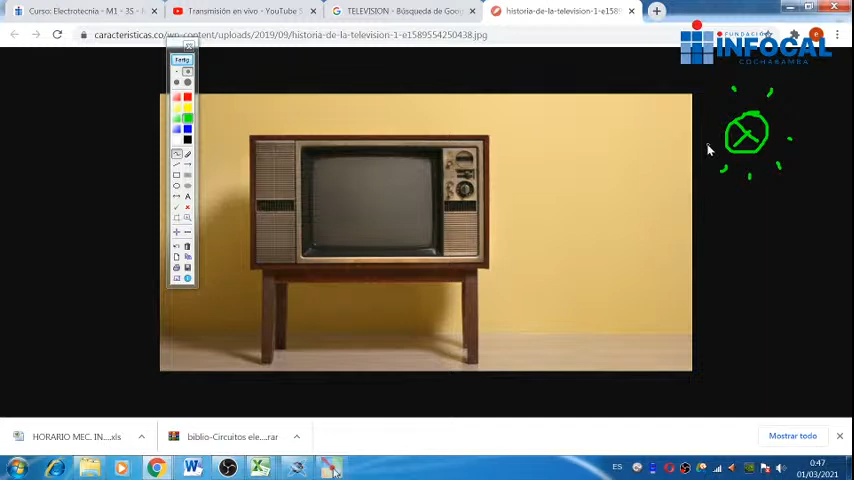 Curso: Electrotecnia - M1 - 3S - M
Transmisión en vivo - YouTube S
TELEVISION - Búsqueda de Goog
historia-de-la-television-1-e1589
caracteristicas.co/wp-content/uploads/2019/09/historia-de-la-television-1-e1589554250438.jpg
e
FUNDACIÓN
INFOCAL
COCHABAMBA
A
HORARIO MEC. IN....xls
biblio-Circuitos ele....rar
Mostrar todo
ES
0:47
01/03/2021